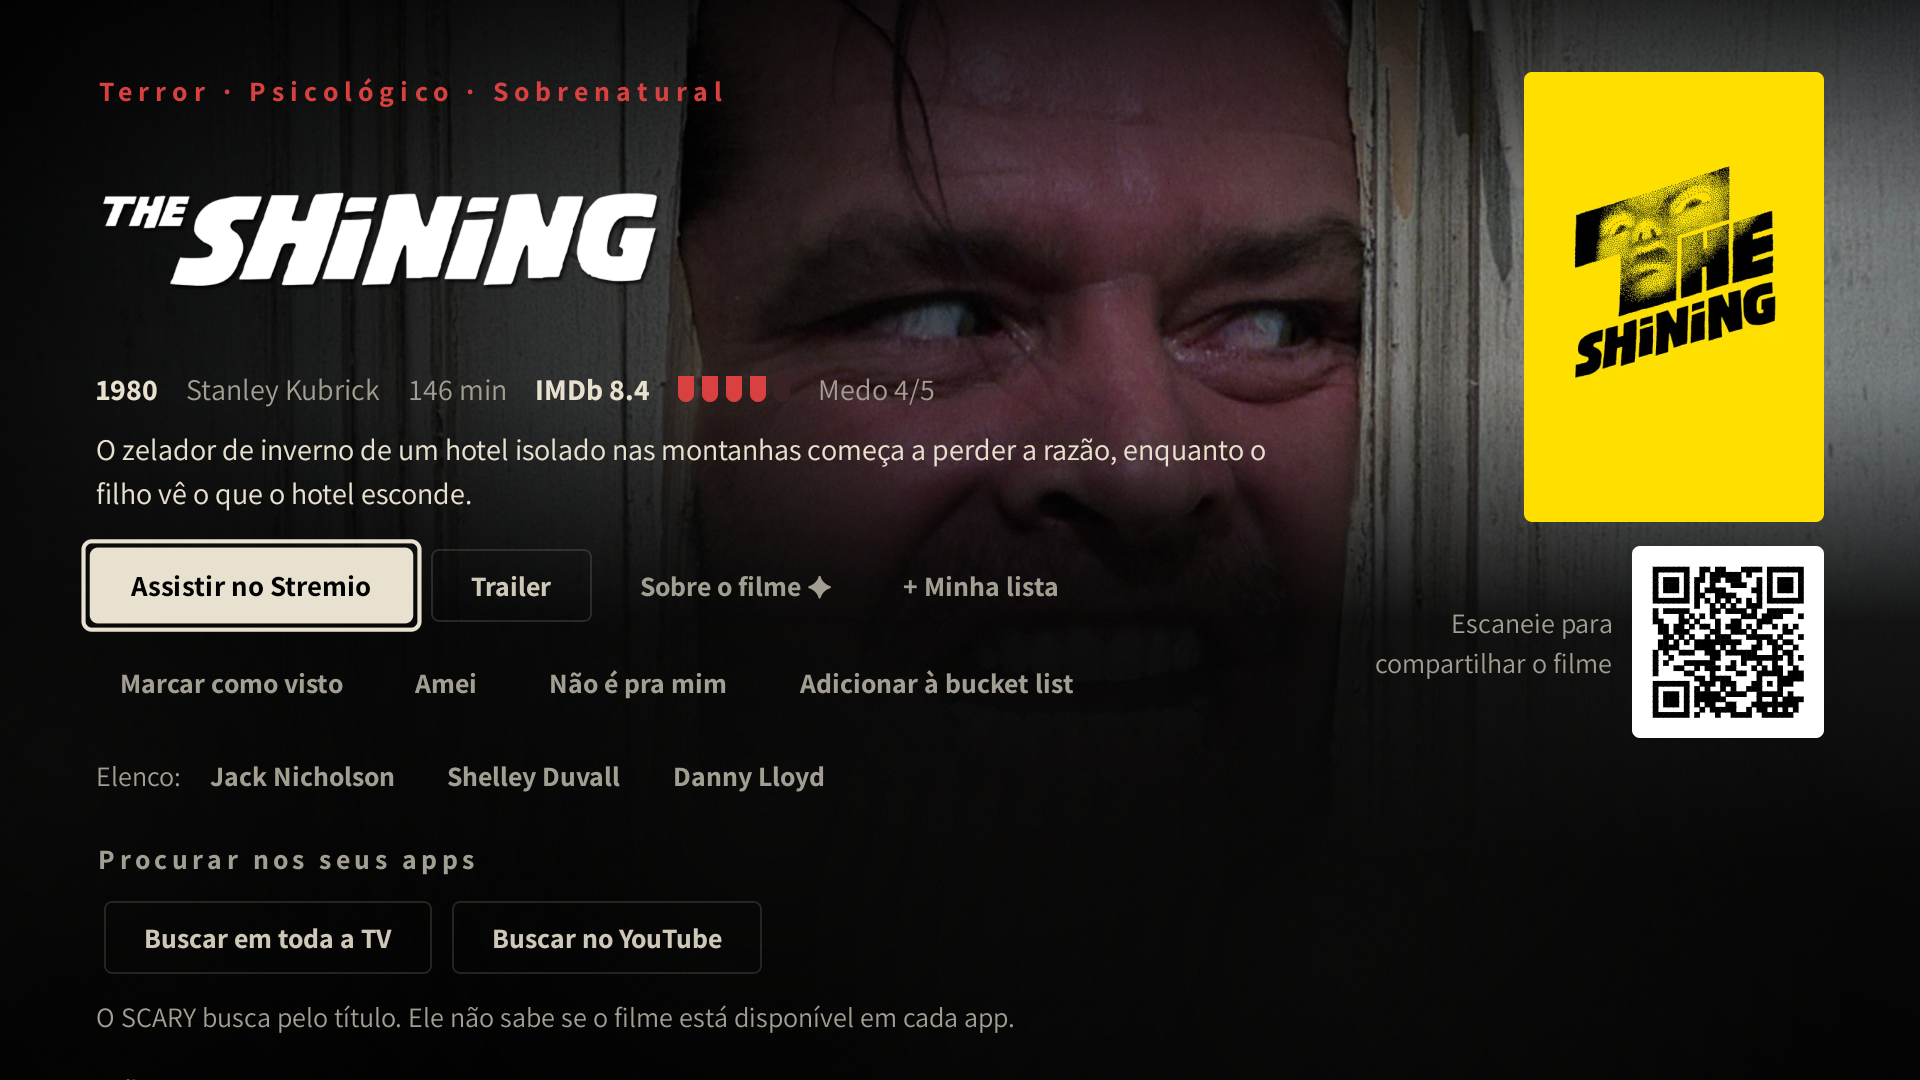 Terror · Psicológico · Sobrenatural
THE SHiNiNG
THE
SHiNiNG
1980 Stanley Kubrick 146 min IMDb 8.4 Medo 4/5
O zelador de inverno de um hotel isolado nas montanhas começa a perder a razão, enquanto o
filho vê o que o hotel esconde.
Assistir no Stremio Trailer Sobre o filme + Minha lista
Escaneie para
compartilhar o filme
Marcar como visto Amei Não é pra mim Adicionar à bucket list
Elenco: Jack Nicholson Shelley Duvall Danny Lloyd
Procurar nos seus apps
Buscar em toda a TV Buscar no YouTube
O SCARY busca pelo título. Ele não sabe se o filme está disponível em cada app.